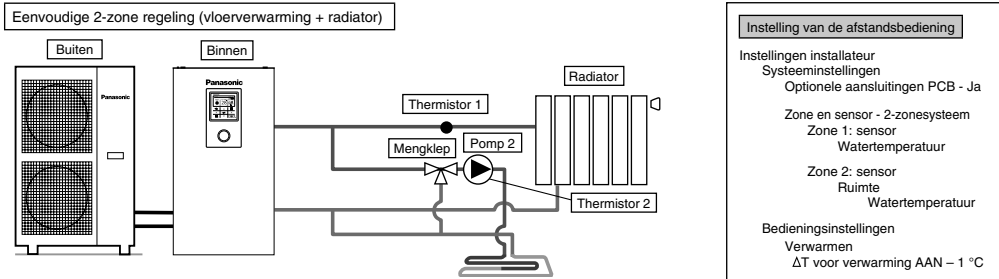 Eenvoudige 2-zone regeling (vloerverwarming + radiator)
Buiten
Binnen
Panasonic
Panasonic
Thermistor 1
Radiator
Mengklep
Pomp 2
Thermistor 2
Instelling van de afstandsbediening
Instellingen installateur
Systeeminstellingen
Optionele aansluitingen PCB - Ja
Zone en sensor - 2-zonesysteem
Zone 1: sensor
Watertemperatuur
Zone 2: sensor
Ruimte
Watertemperatuur
Bedieningsinstellingen
Verwarmen
ΔT voor verwarming AAN – 1 °C